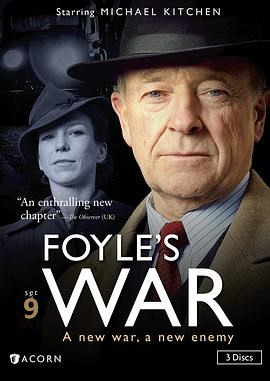 Starring MICHAEL KITCHEN
“An enthralling new
chapter” —The Observer (UK)
FOYLE’S
set
9
WAR
A new war, a new enemy
ACORN
3 Discs